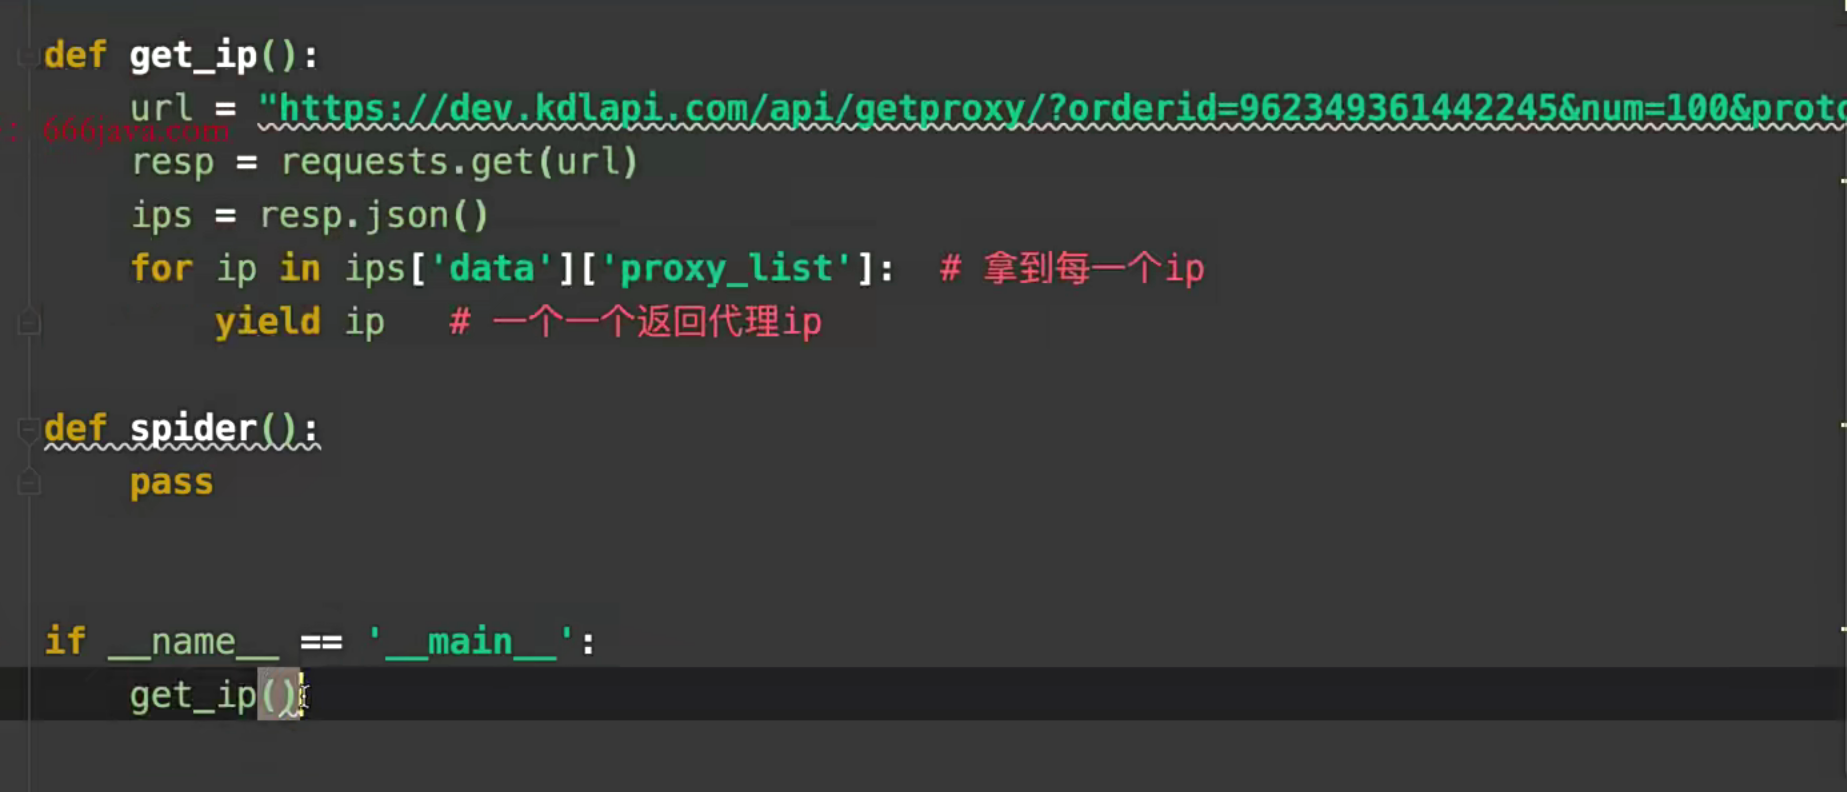 def get_ip():
url = "https://dev.kdlapi.com/api/getproxy/?orderid=962349361442245&num=100&proto
: 666java.com
resp = requests.get(url)
ips = resp.json()
for ip in ips['data']['proxy_list']:  # 拿到每一个ip
yield ip   # 一个一个返回代理ip
def spider():
pass
if __name__ == '__main__':
get_ip()